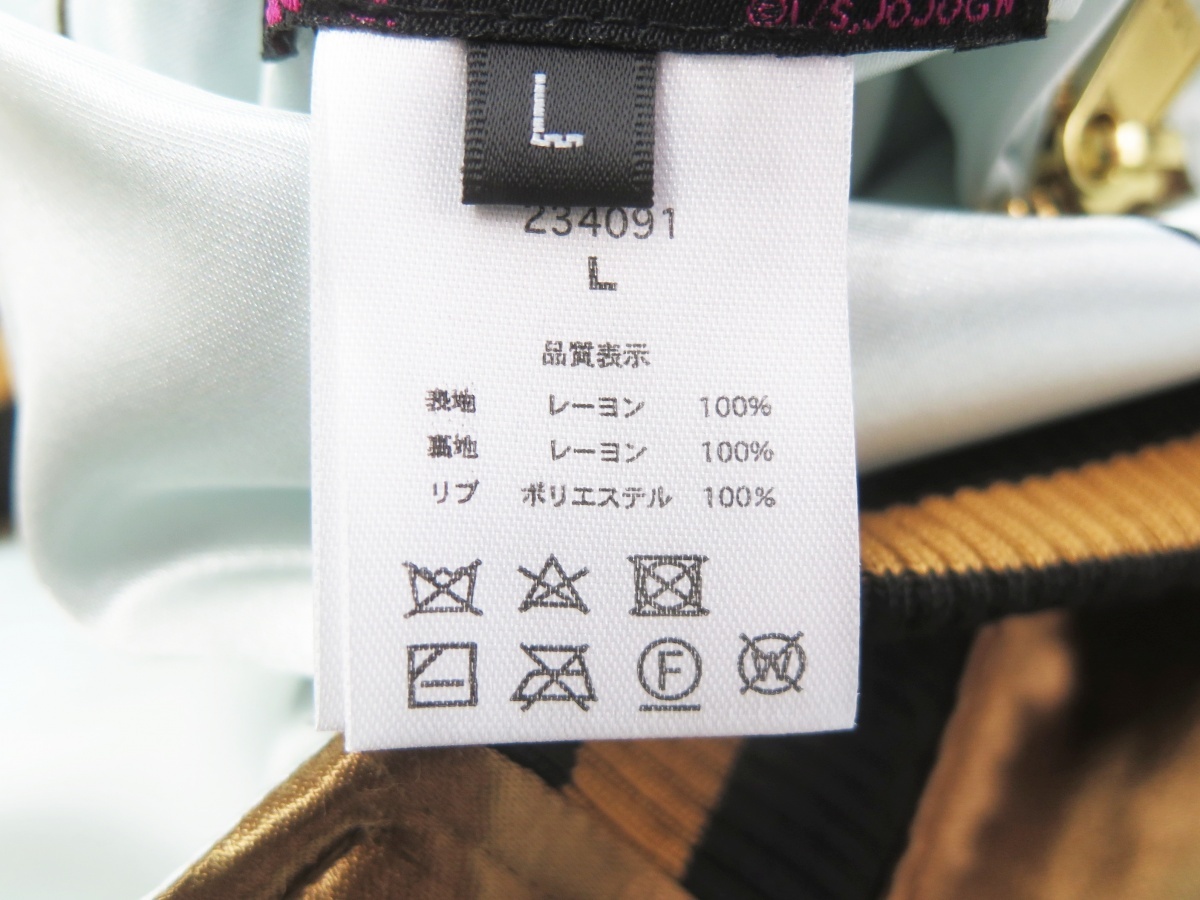 ©L/S,JOJOGW
L
234091
L
品質表示
表地 レーヨン 100%
裏地 レーヨン 100%
リブ ポリエステル 100%
F W